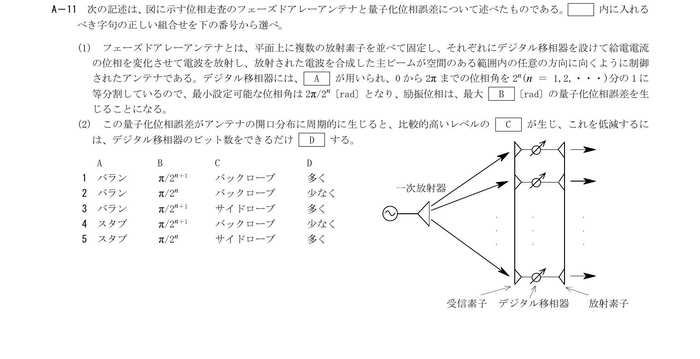 A-11 次の記述は、図に示す位相走査のフェーズドアレーアンテナと量子化位相誤差について述べたものである。 内に入れる
べき字句の正しい組合せを下の番号から選べ。
(1) フェーズドアレーアンテナとは、平面上に複数の放射素子を並べて固定し、それぞれにデジタル移相器を設けて給電電流
の位相を変化させて電波を放射し、放射された電波を合成した主ビームが空間のある範囲内の任意の方向に向くように制御
されたアンテナである。デジタル移相器には、 A が用いられ、0から2πまでの位相角を2ⁿ(n = 1,2,・・・)分の1に
等分割しているので、最小設定可能な位相角は2π/2ⁿ〔rad〕となり、励振位相は、最大 B 〔rad〕の量子化位相誤差を生
じることになる。
(2) この量子化位相誤差がアンテナの開口分布に周期的に生じると、比較的高いレベルの C が生じ、これを低減するに
は、デジタル移相器のビット数をできるだけ D する。
A B C D
1 バラン π/2ⁿ⁺¹ バックローブ 多く
2 バラン π/2ⁿ バックローブ 少なく
3 バラン π/2ⁿ⁺¹ サイドローブ 多く
4 スタブ π/2ⁿ⁺¹ バックローブ 少なく
5 スタブ π/2ⁿ サイドローブ 多く
一次放射器
受信素子 デジタル移相器 放射素子